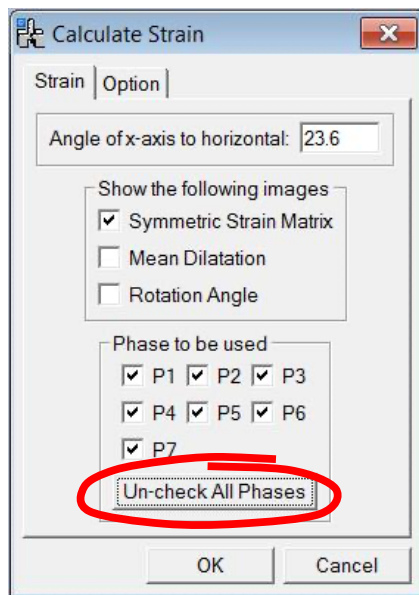 Calculate Strain
Strain Option
Angle of x-axis to horizontal: 23.6
Show the following images
Symmetric Strain Matrix
Mean Dilatation
Rotation Angle
Phase to be used
P1 P2 P3
P4 P5 P6
P7
Un-check All Phases
OK Cancel